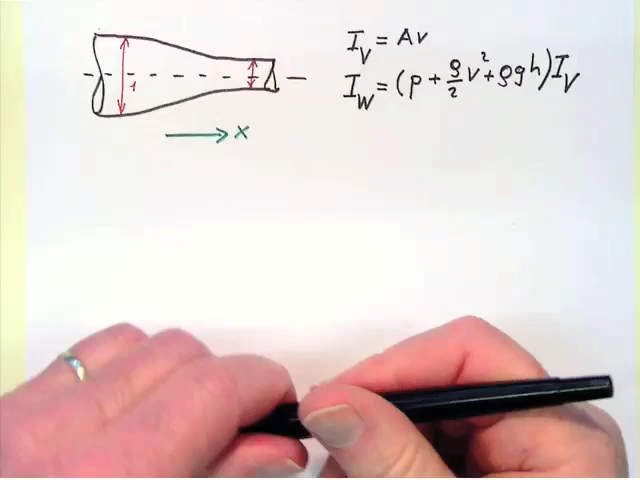 I_V = Av
I_W = (p + ρ/2 v² + ρgh) I_V
1
x